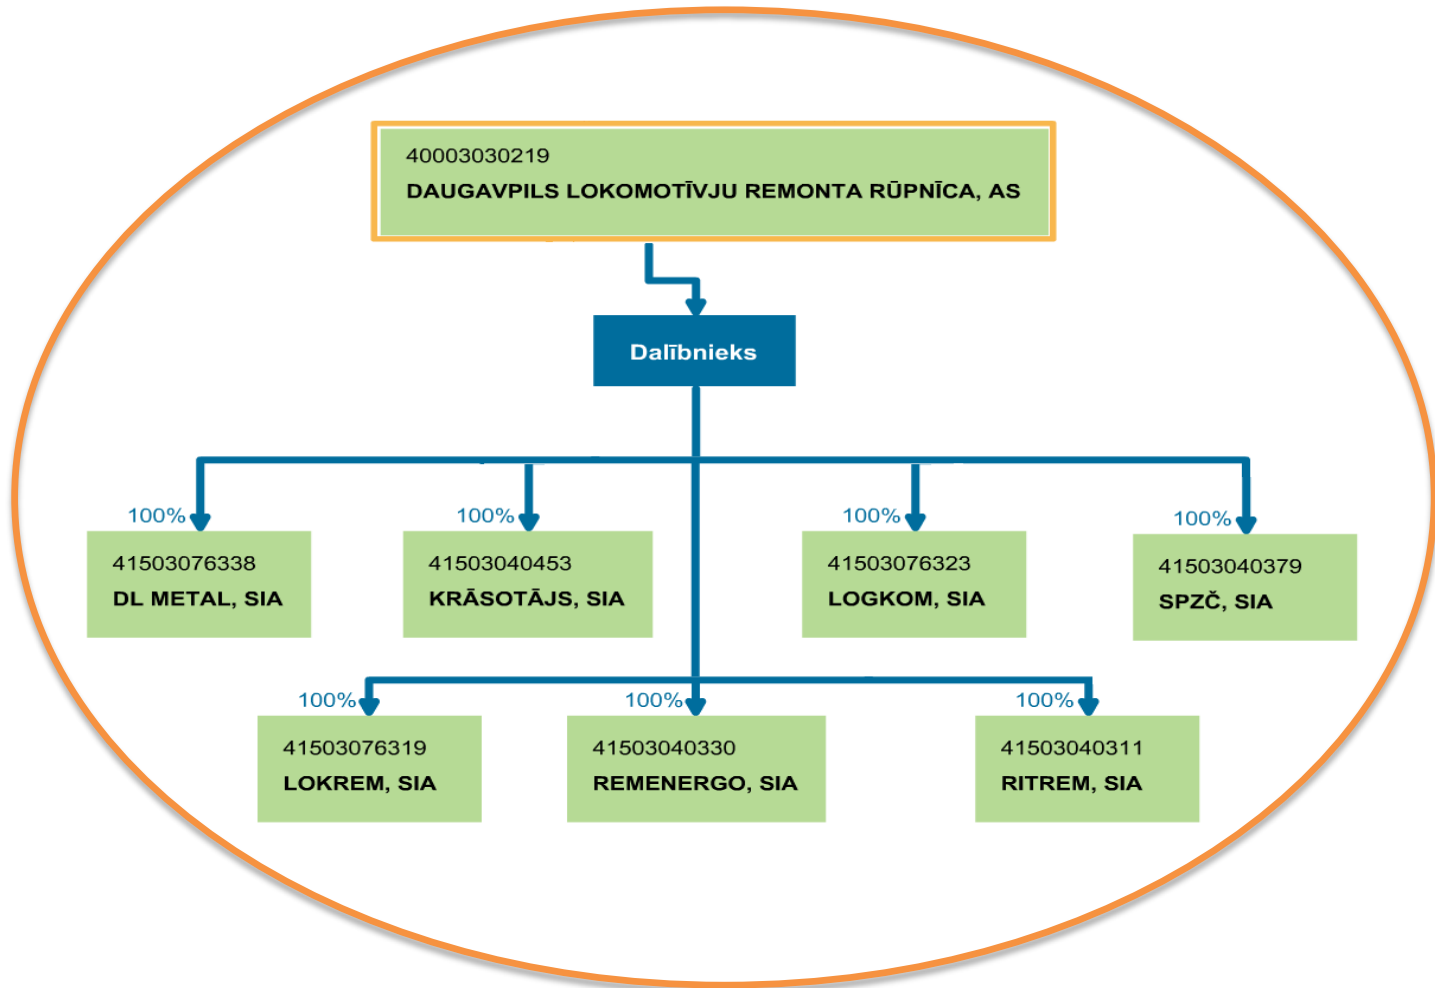 40003030219
DAUGAVPILS LOKOMOTĪVJU REMONTA RŪPNĪCA, AS
Dalībnieks
100%
41503076338
DL METAL, SIA
100%
41503040453
KRĀSOTĀJS, SIA
100%
41503076323
LOGKOM, SIA
100%
41503040379
SPZČ, SIA
100%
41503076319
LOKREM, SIA
100%
41503040330
REMENERGO, SIA
100%
41503040311
RITREM, SIA